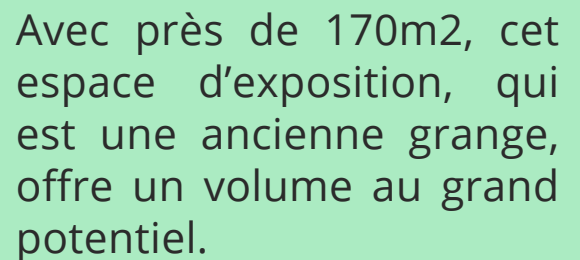 Avec près de 170m2, cet
espace d’exposition, qui
est une ancienne grange,
offre un volume au grand
potentiel.